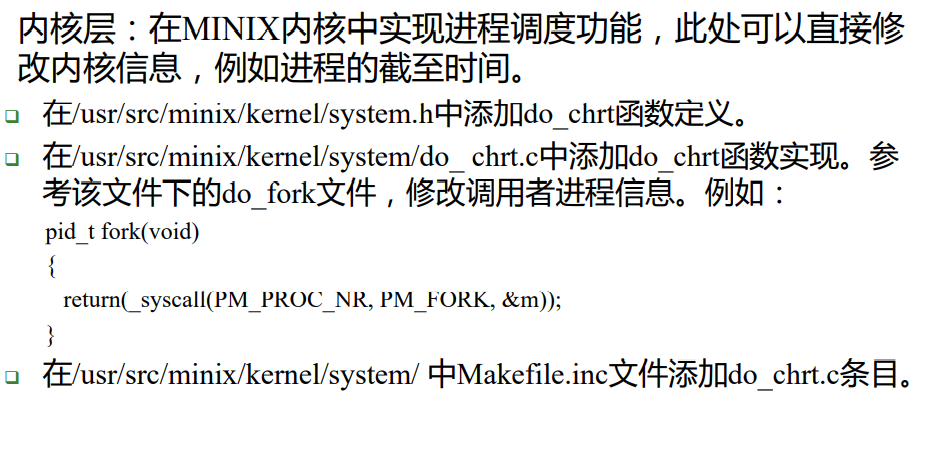 内核层：在MINIX内核中实现进程调度功能，此处可以直接修
改内核信息，例如进程的截至时间。
在/usr/src/minix/kernel/system.h中添加do_chrt函数定义。
在/usr/src/minix/kernel/system/do_ chrt.c中添加do_chrt函数实现。参
考该文件下的do_fork文件，修改调用者进程信息。例如：
pid_t fork(void)
{
return(_syscall(PM_PROC_NR, PM_FORK, &m));
}
在/usr/src/minix/kernel/system/ 中Makefile.inc文件添加do_chrt.c条目。